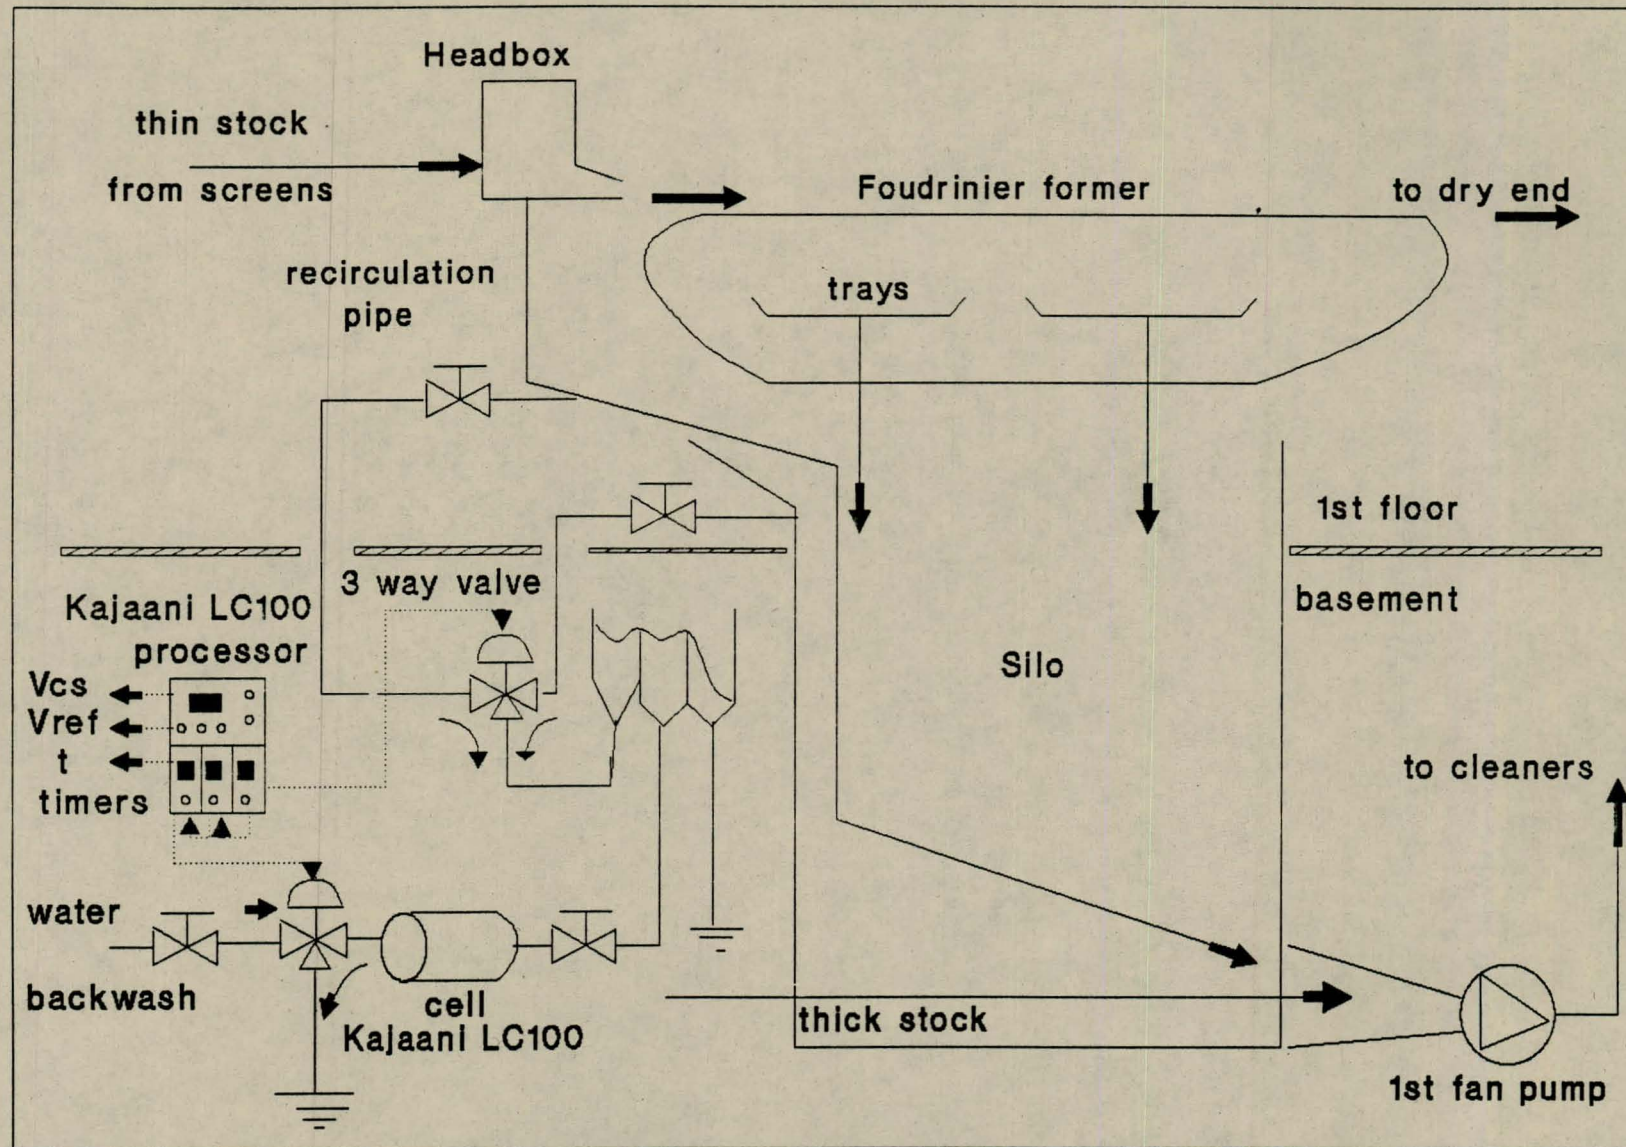 Headbox
thin stock
from screens
Foudrinier former
to dry end
recirculation
pipe
trays
1st floor
3 way valve
basement
Kajaani LC100
processor
Silo
Vcs
Vref
t
timers
to cleaners
water
backwash
cell
Kajaani LC100
thick stock
1st fan pump